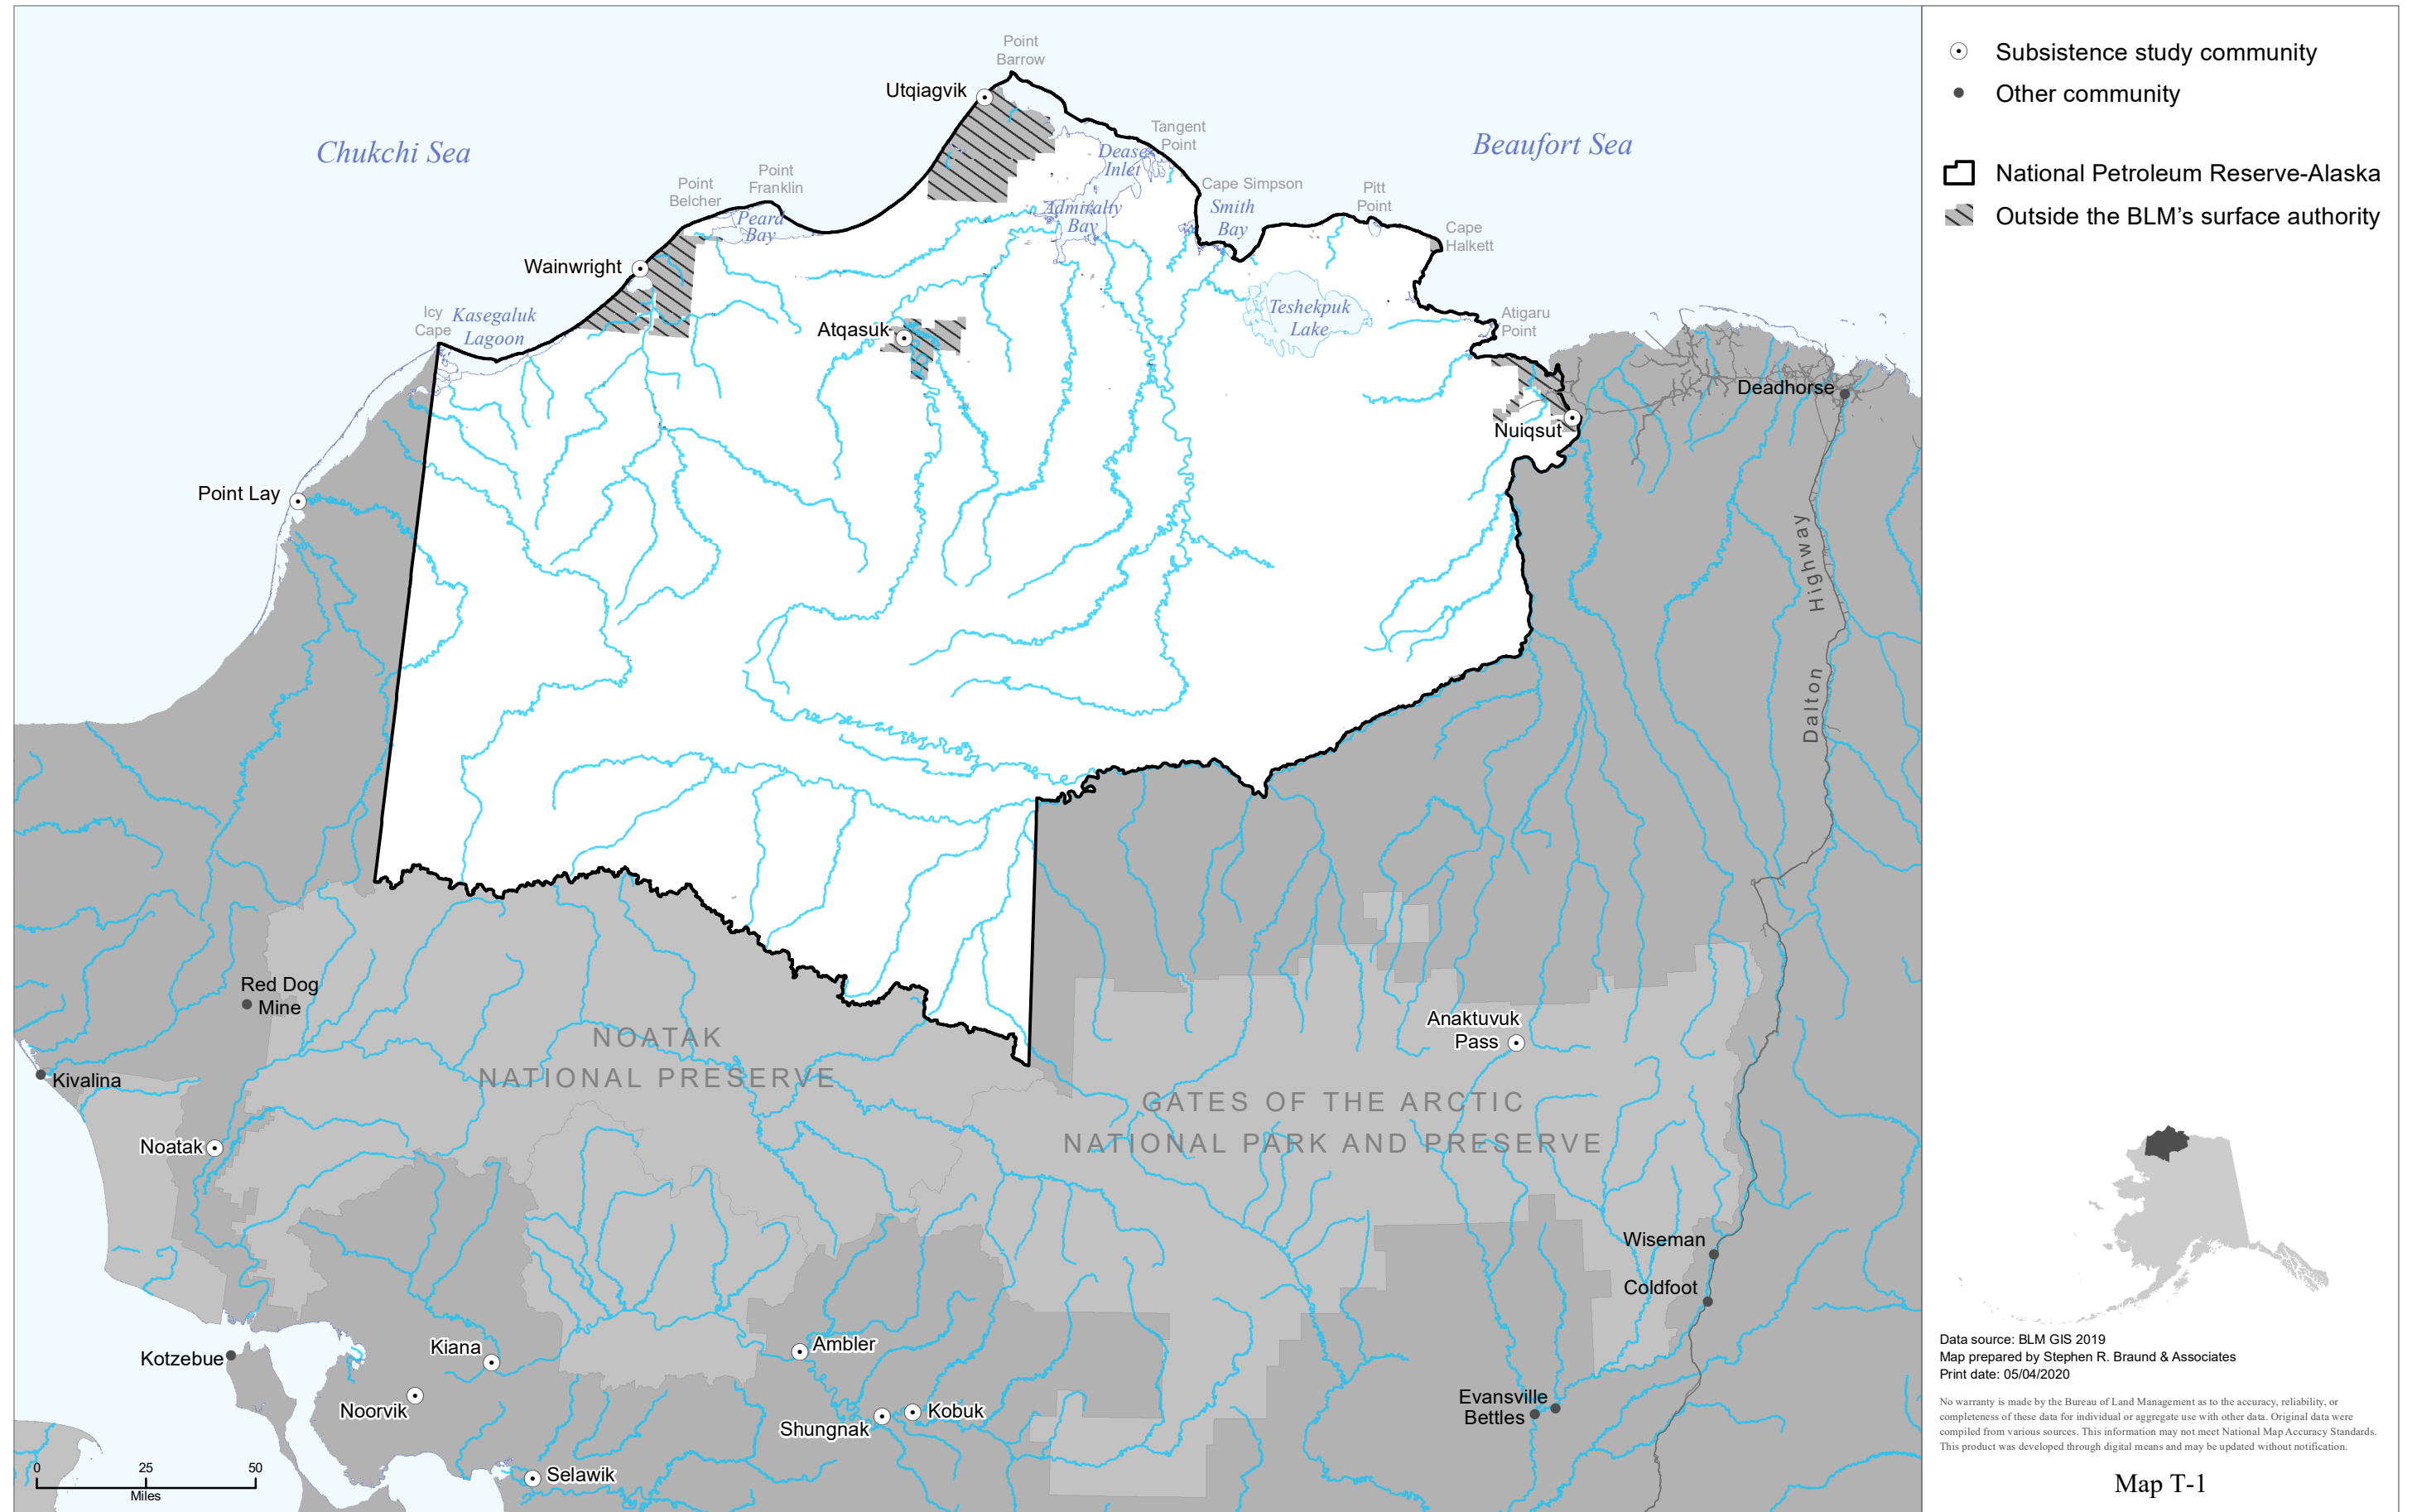 Point
Barrow
Utqiagvik
Chukchi Sea
Beaufort Sea
Tangent
Point
Dease
Inlet
Point
Franklin
Point
Belcher
Peard
Bay
Cape Simpson
Smith
Bay
Admiralty
Bay
Pitt
Point
Cape
Halkett
Wainwright
Icy
Cape
Kasegaluk
Lagoon
Atqasuk
Teshekpuk
Lake
Atigaru
Point
Deadhorse
Nuiqsut
Point Lay
Dalton Highway
Red Dog
Mine
NOATAK
NATIONAL PRESERVE
Anaktuvuk
Pass
Kivalina
GATES OF THE ARCTIC
NATIONAL PARK AND PRESERVE
Noatak
Wiseman
Coldfoot
Kotzebue
Kiana
Ambler
Noorvik
Shungnak
Kobuk
Evansville
Bettles
Selawik
0 25 50
Miles
Subsistence study community
Other community
National Petroleum Reserve-Alaska
Outside the BLM's surface authority
Data source: BLM GIS 2019
Map prepared by Stephen R. Braund & Associates
Print date: 05/04/2020
No warranty is made by the Bureau of Land Management as to the accuracy, reliability, or
completeness of these data for individual or aggregate use with other data. Original data were
compiled from various sources. This information may not meet National Map Accuracy Standards.
This product was developed through digital means and may be updated without notification.
Map T-1